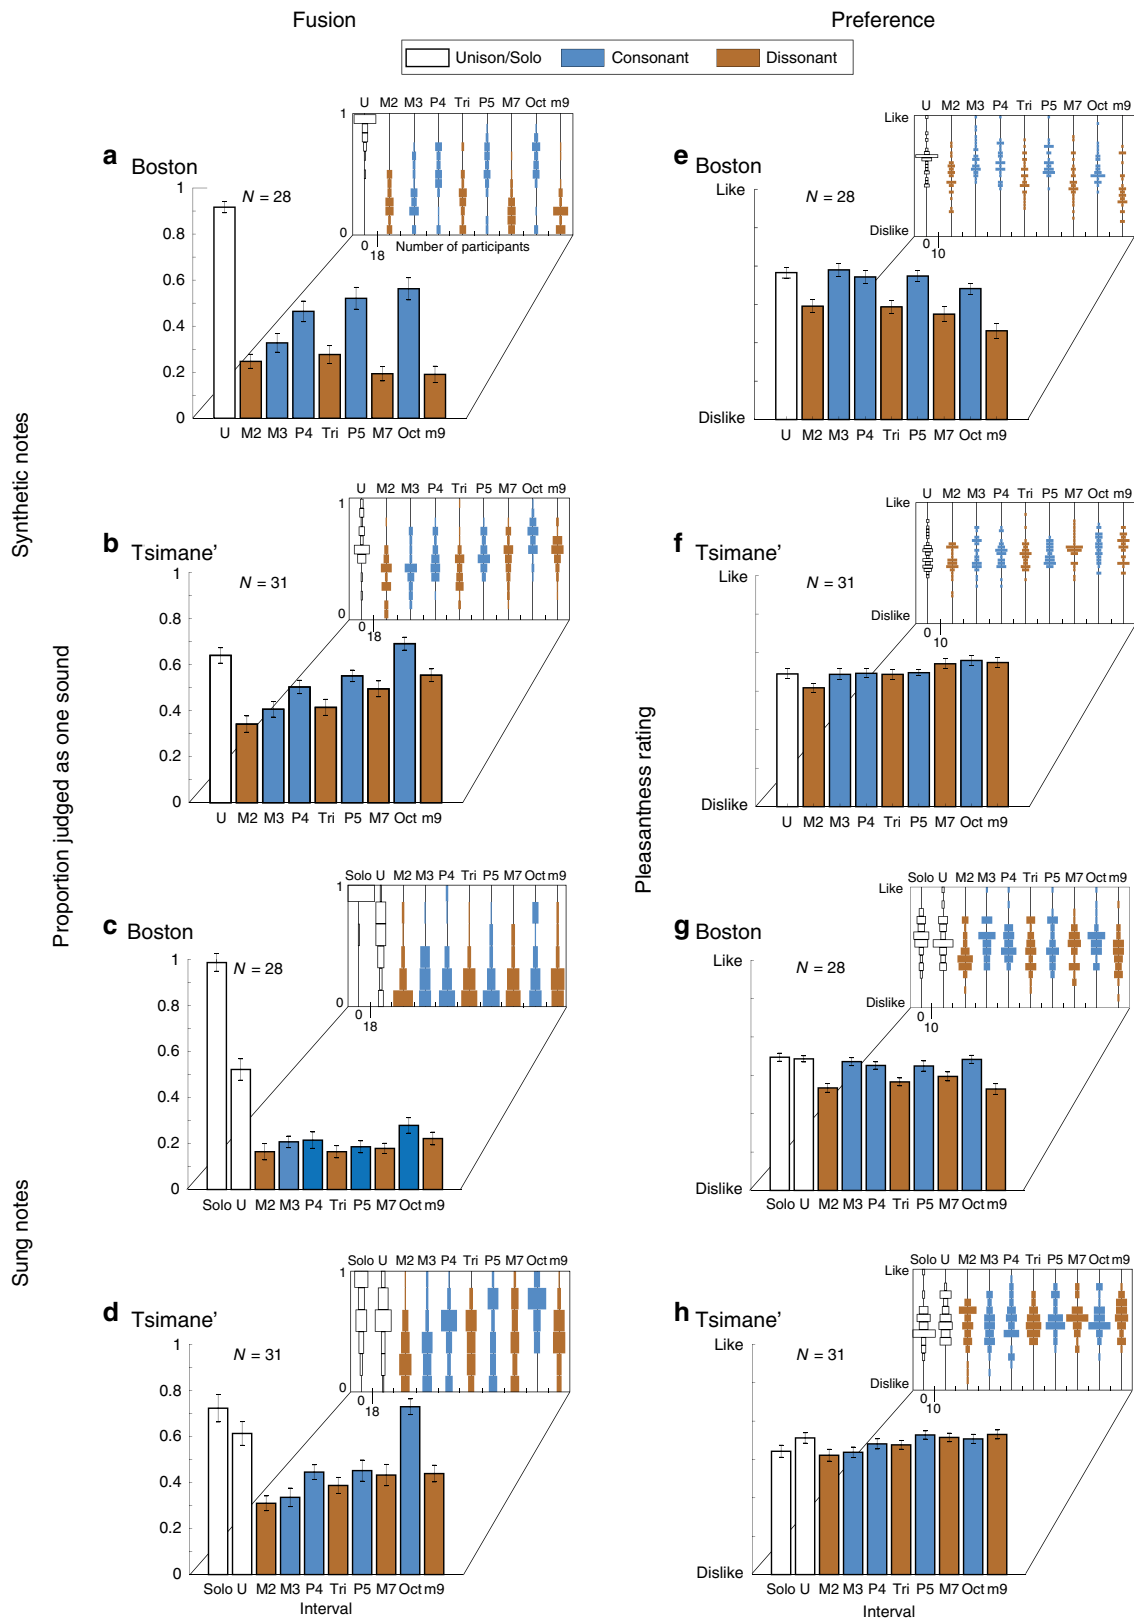 Fusion
Preference
Unison/Solo Consonant Dissonant
Synthetic notes
Sung notes
Proportion judged as one sound
Pleasantness rating
a Boston
N = 28
1
0.8
0.6
0.4
0.2
0
U M2 M3 P4 Tri P5 M7 Oct m9
U M2 M3 P4 Tri P5 M7 Oct m9
1
0
0
18
Number of participants
e Boston
N = 28
Like
Dislike
U M2 M3 P4 Tri P5 M7 Oct m9
U M2 M3 P4 Tri P5 M7 Oct m9
Like
Dislike
0
10
b Tsimane’
N = 31
1
0.8
0.6
0.4
0.2
0
U M2 M3 P4 Tri P5 M7 Oct m9
U M2 M3 P4 Tri P5 M7 Oct m9
1
0
0
18
f Tsimane’
N = 31
Like
Dislike
U M2 M3 P4 Tri P5 M7 Oct m9
U M2 M3 P4 Tri P5 M7 Oct m9
Like
Dislike
0
10
c Boston
N = 28
1
0.8
0.6
0.4
0.2
0
Solo U M2 M3 P4 Tri P5 M7 Oct m9
Solo U M2 M3 P4 Tri P5 M7 Oct m9
1
0
0
18
g Boston
N = 28
Like
Dislike
Solo U M2 M3 P4 Tri P5 M7 Oct m9
Solo U M2 M3 P4 Tri P5 M7 Oct m9
Like
Dislike
0
10
d Tsimane’
N = 31
1
0.8
0.6
0.4
0.2
0
Solo U M2 M3 P4 Tri P5 M7 Oct m9
Solo U M2 M3 P4 Tri P5 M7 Oct m9
1
0
0
18
Interval
h Tsimane’
N = 31
Like
Dislike
Solo U M2 M3 P4 Tri P5 M7 Oct m9
Solo U M2 M3 P4 Tri P5 M7 Oct m9
Like
Dislike
0
10
Interval